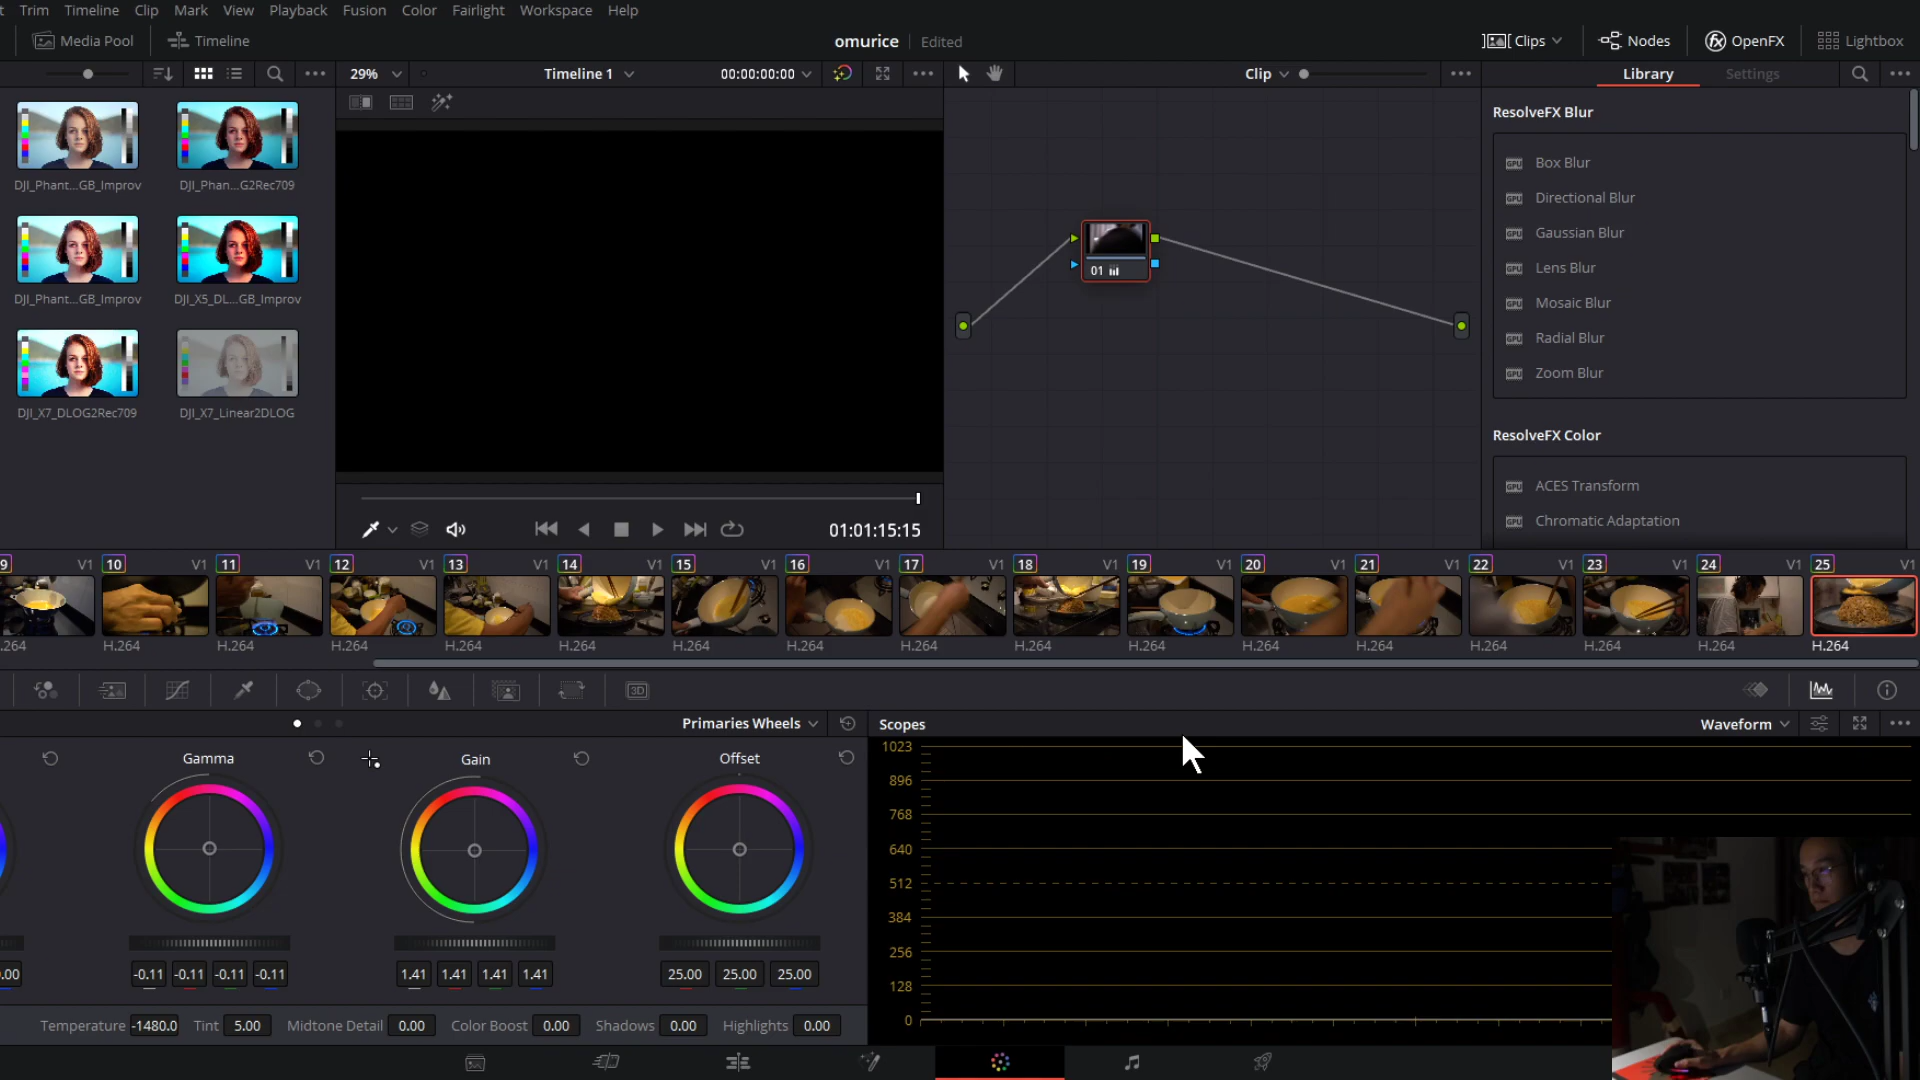 t Trim Timeline Clip Mark View Playback Fusion Color Fairlight Workspace Help
Media Pool Timeline omurice Edited Clips Nodes OpenFX Lightbox
29% Timeline 1 00:00:00:00 Clip Library Settings
DJI_Phant...GB_Improv DJI_Phan...G2Rec709
DJI_Phant...GB_Improv DJI_X5_DL...GB_Improv
DJI_X7_DLOG2Rec709 DJI_X7_Linear2DLOG
01:01:15:15
01
ResolveFX Blur
Box Blur
Directional Blur
Gaussian Blur
Lens Blur
Mosaic Blur
Radial Blur
Zoom Blur
ResolveFX Color
ACES Transform
Chromatic Adaptation
9 V1 10 V1 11 V1 12 V1 13 V1 14 V1 15 V1 16 V1 17 V1 18 V1 19 V1 20 V1 21 V1 22 V1 23 V1 24 V1 25 V1
.264 H.264 H.264 H.264 H.264 H.264 H.264 H.264 H.264 H.264 H.264 H.264 H.264 H.264 H.264 H.264 H.264
3D
Primaries Wheels
Gamma Gain Offset
.00 -0.11 -0.11 -0.11 -0.11 1.41 1.41 1.41 1.41 25.00 25.00 25.00
Temperature -1480.0 Tint 5.00 Midtone Detail 0.00 Color Boost 0.00 Shadows 0.00 Highlights 0.00
Scopes Waveform
1023
896
768
640
512
384
256
128
0